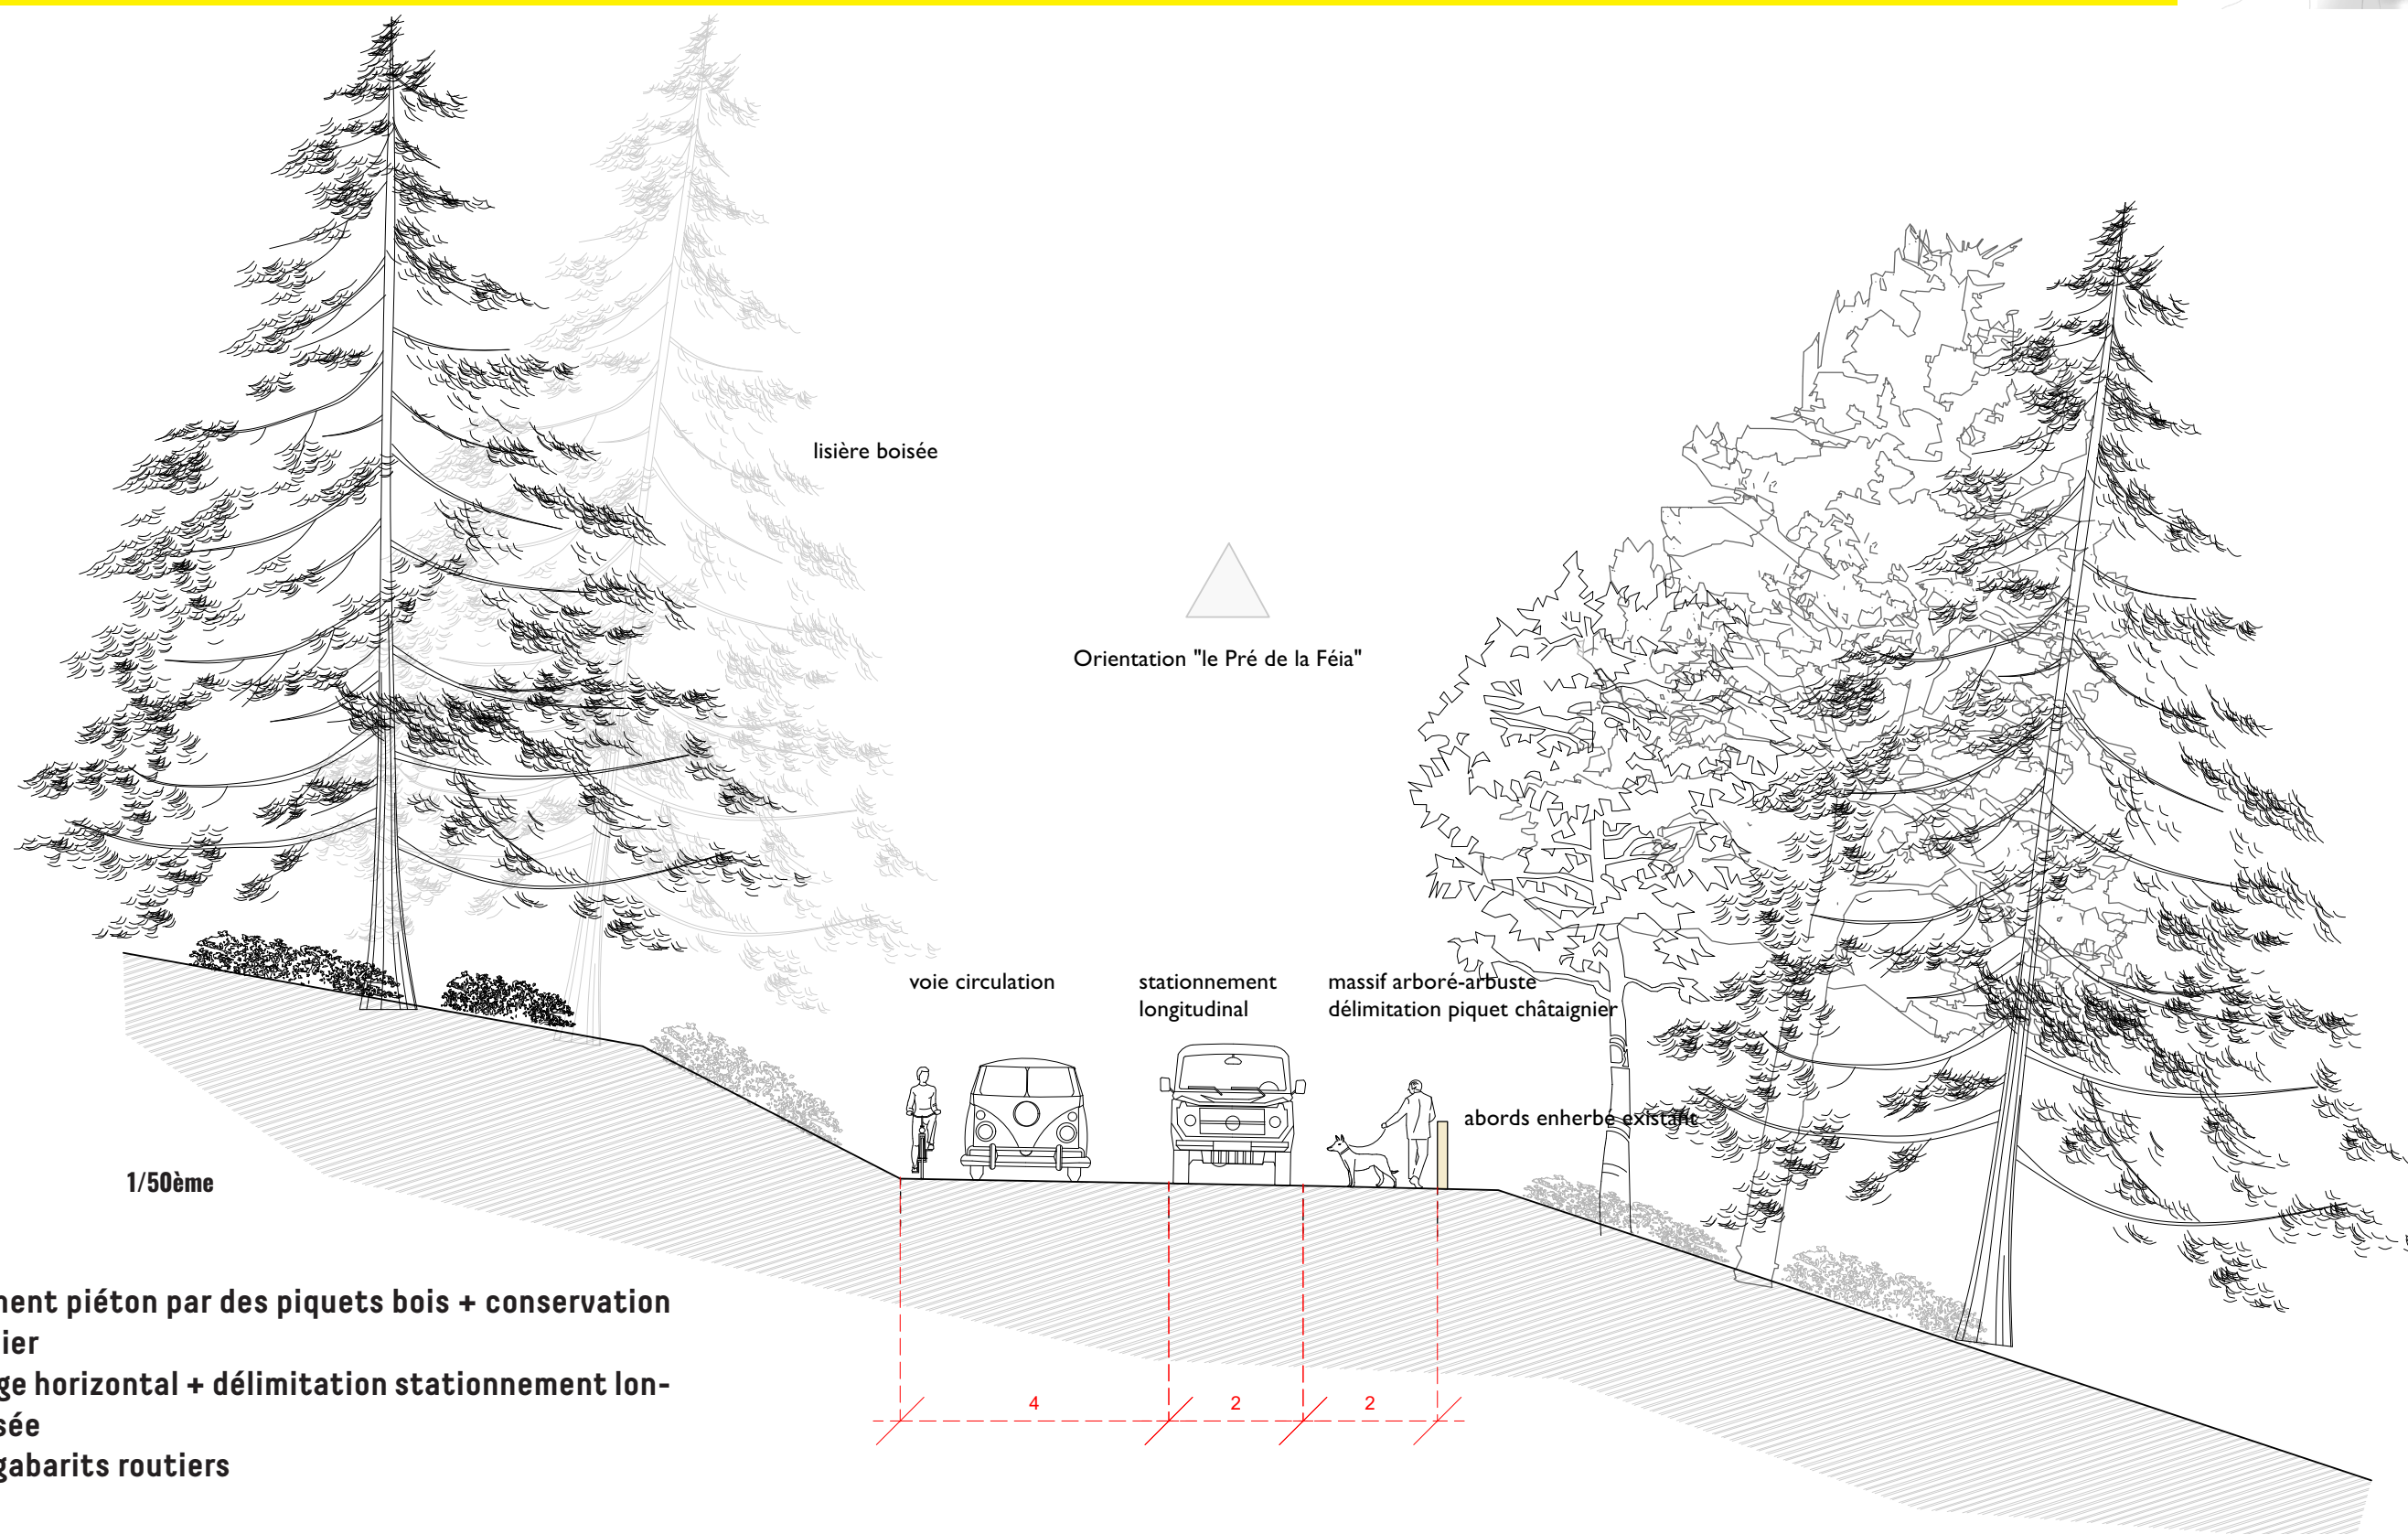 lisière boisée
Orientation "le Pré de la Féia"
voie circulation
stationnement
longitudinal
massif arboré-arbuste
délimitation piquet châtaignier
abords enherbé existant
1/50ème
4
2
2
ment piéton par des piquets bois + conservation
ier
ge horizontal + délimitation stationnement lon-
sée
gabarits routiers